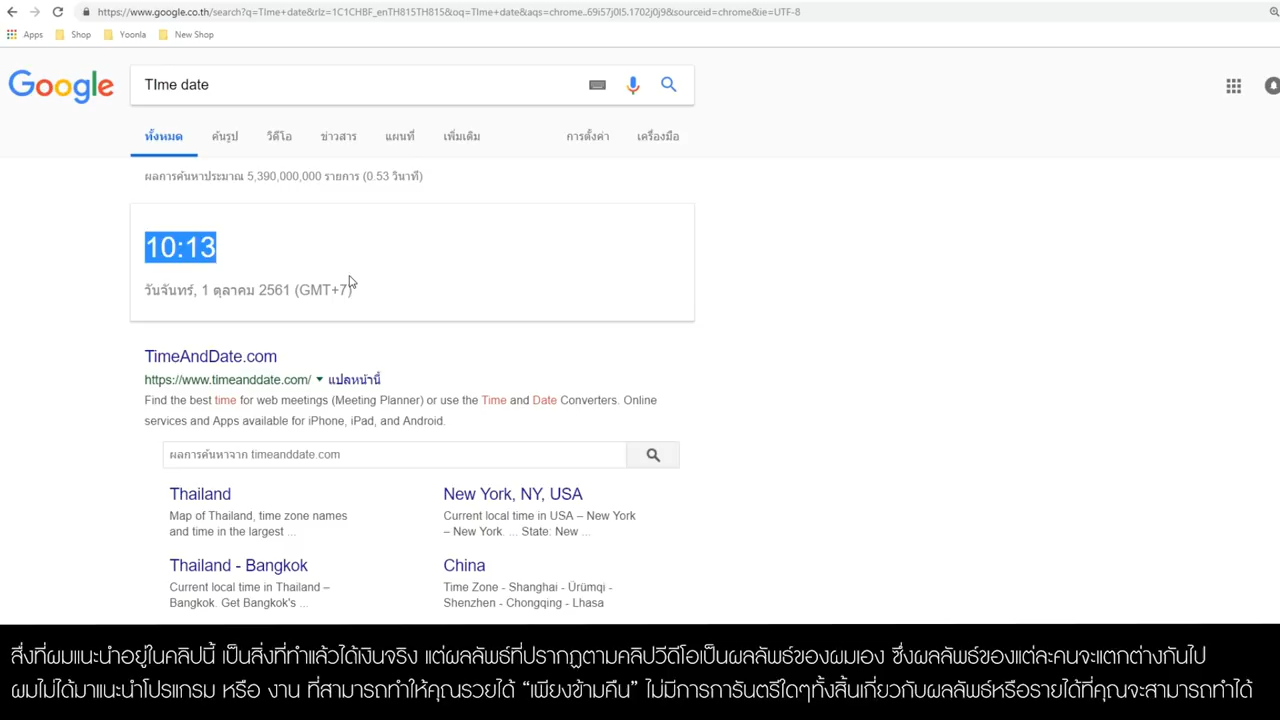 https://www.google.co.th/search?q=TIme+date&rlz=1C1CHBF_enTH815TH815&oq=TIme+date&aqs=chrome..69i57j0l5.1702j0j9&sourceid=chrome&ie=UTF-8
Apps Shop Yoonla New Shop
Google TIme date
ทั้งหมด ค้นรูป วิดีโอ ข่าวสาร แผนที่ เพิ่มเติม การตั้งค่า เครื่องมือ
ผลการค้นหาประมาณ 5,390,000,000 รายการ (0.53 วินาที)
10:13
วันจันทร์, 1 ตุลาคม 2561 (GMT+7)
TimeAndDate.com
https://www.timeanddate.com/ แปลหน้านี้
Find the best time for web meetings (Meeting Planner) or use the Time and Date Converters. Online
services and Apps available for iPhone, iPad, and Android.
ผลการค้นหาจาก timeanddate.com
Thailand New York, NY, USA
Map of Thailand, time zone names Current local time in USA – New York
and time in the largest ... – New York. ... State: New ...
Thailand - Bangkok China
Current local time in Thailand – Time Zone - Shanghai - Ürümqi -
Bangkok. Get Bangkok's ... Shenzhen - Chongqing - Lhasa
สิ่งที่ผมแนะนำอยู่ในคลิปนี้ เป็นสิ่งที่ทำแล้วได้เงินจริง แต่ผลลัพธ์ที่ปรากฏตามคลิปวีดีโอเป็นผลลัพธ์ของผมเอง ซึ่งผลลัพธ์ของแต่ละคนจะแตกต่างกันไป
ผมไม่ได้มาแนะนำโปรแกรม หรือ งาน ที่สามารถทำให้คุณรวยได้ “เพียงข้ามคืน” ไม่มีการการันตรีใดๆทั้งสิ้นเกี่ยวกับผลลัพธ์หรือรายได้ที่คุณจะสามารถทำได้